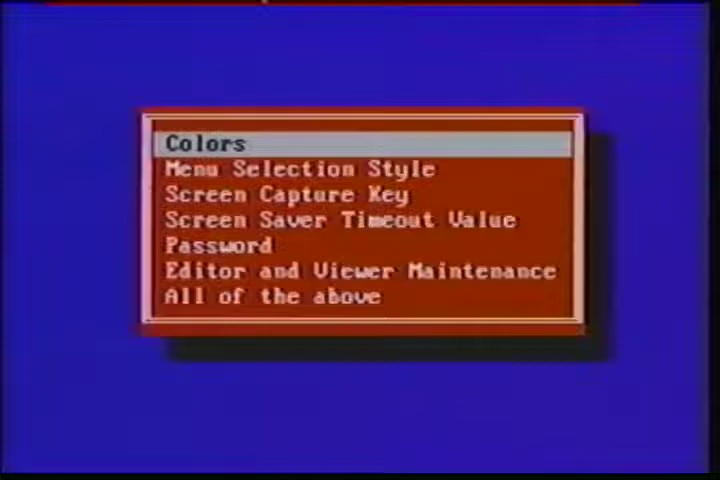 Colors
Menu Selection Style
Screen Capture Key
Screen Saver Timeout Value
Password
Editor and Viewer Maintenance
All of the above